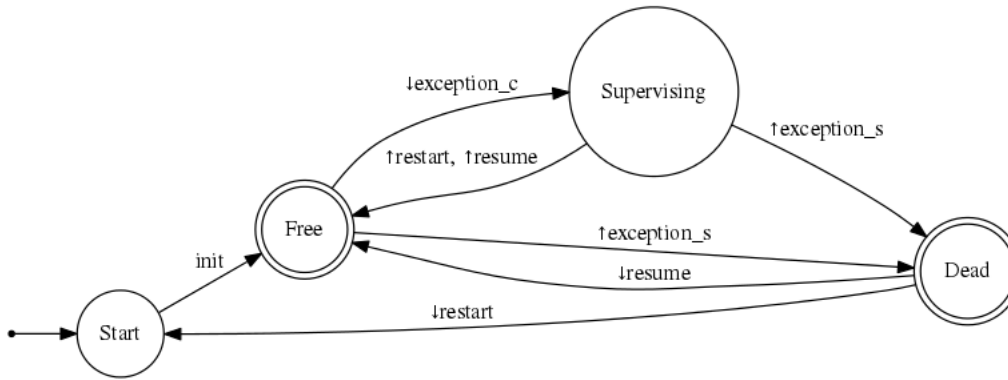 ↓exception_c
Supervising
↑exception_s
↑restart, ↑resume
Free
↑exception_s
init
↓resume
Dead
↓restart
Start